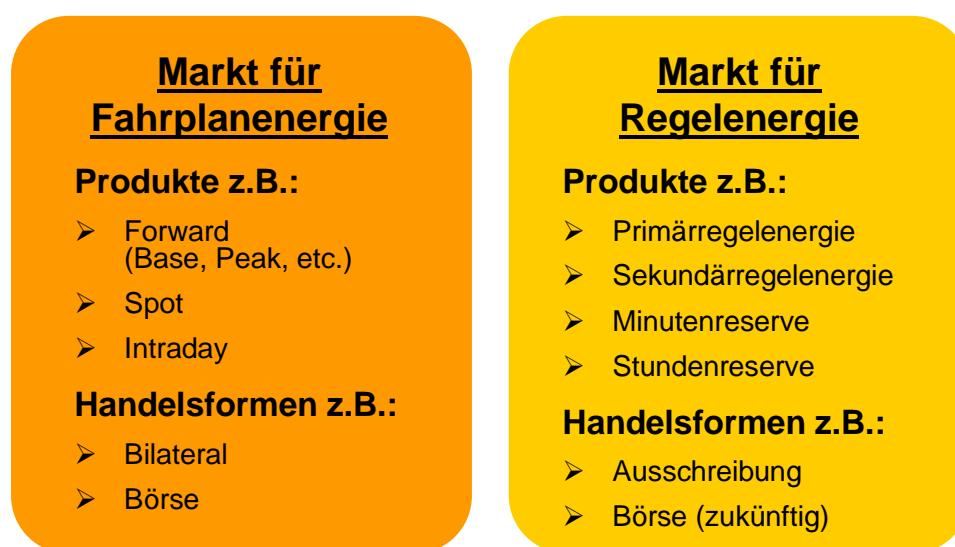 Markt für
Fahrplanenergie
Produkte z.B.:
➢ Forward
(Base, Peak, etc.)
➢ Spot
➢ Intraday
Handelsformen z.B.:
➢ Bilateral
➢ Börse
Markt für
Regelenergie
Produkte z.B.:
➢ Primärregelenergie
➢ Sekundärregelenergie
➢ Minutenreserve
➢ Stundenreserve
Handelsformen z.B.:
➢ Ausschreibung
➢ Börse (zukünftig)